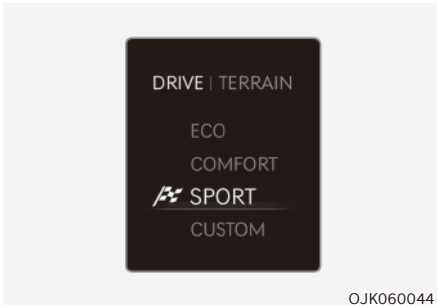 DRIVE | TERRAIN
ECO
COMFORT
SPORT
CUSTOM
OJK060044